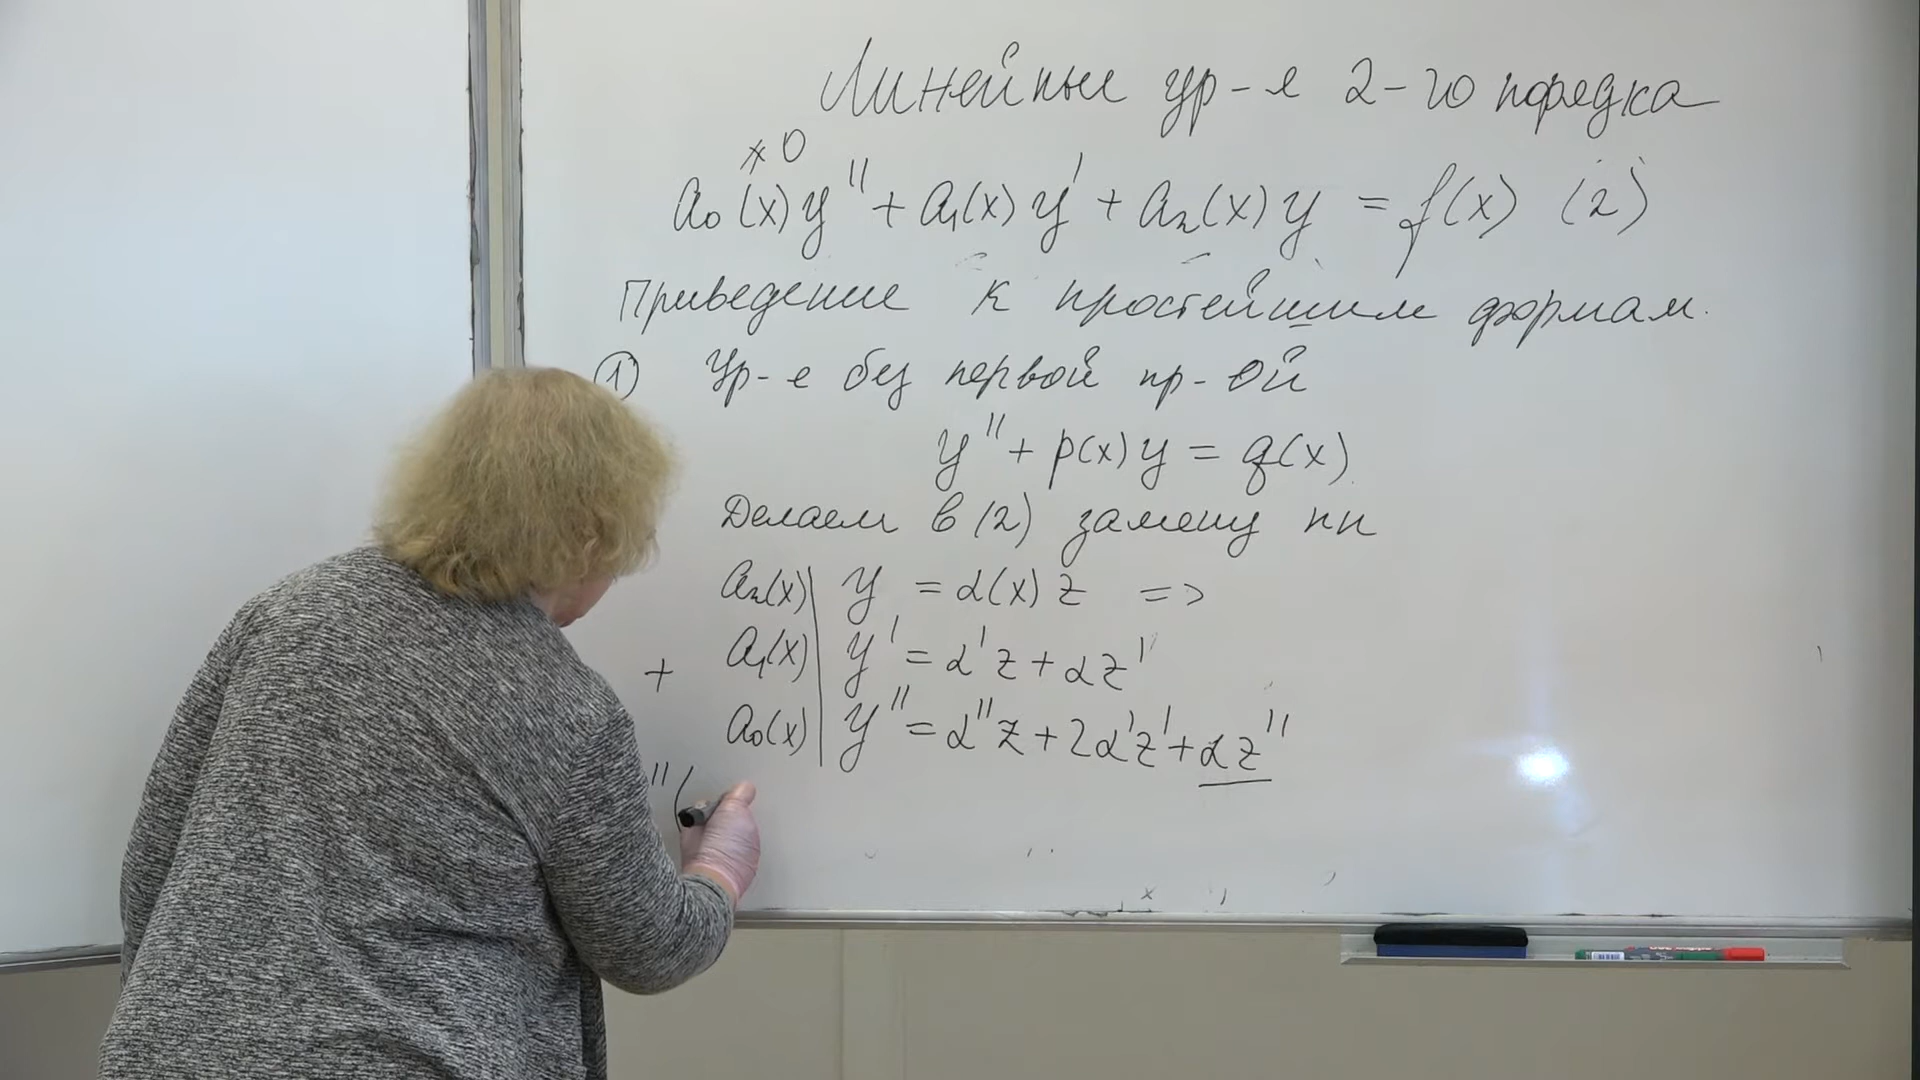 Линейные ур-я 2-го порядка
≠ 0
a₀(x)y'' + a₁(x)y' + a₂(x)y = f(x) (2)
Приведение к простейшим формам.
① Ур-е без первой пр-ой
y'' + p(x)y = q(x)
Делаем в (2) замену
a₂(x) | y = α(x) z =>
+ a₁(x) | y' = α'z + αz'
a₀(x) | y'' = α''z + 2α'z' + αz''
''(